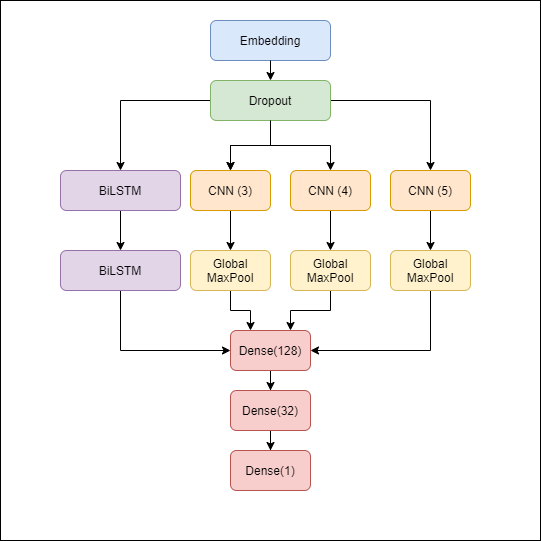 Embedding
Dropout
BiLSTM
CNN (3)
CNN (4)
CNN (5)
BiLSTM
Global
MaxPool
Global
MaxPool
Global
MaxPool
Dense(128)
Dense(32)
Dense(1)